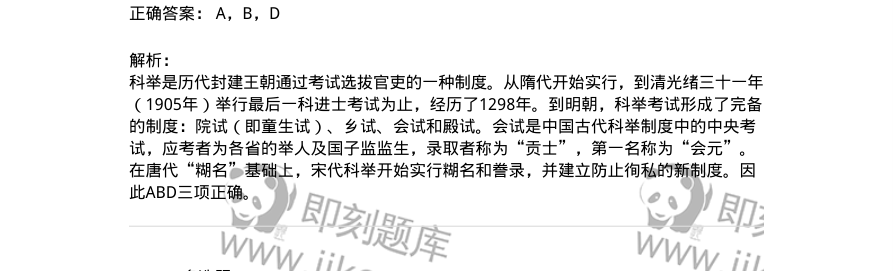 正确答案： A，B，D
解析：
科举是历代封建王朝通过考试选拔官吏的一种制度。从隋代开始实行，到清光绪三十一年
（1905年）举行最后一科进士考试为止，经历了1298年。到明朝，科举考试形成了完备
的制度：院试（即童生试）、乡试、会试和殿试。会试是中国古代科举制度中的中央考
试，应考者为各省的举人及国子监监生，录取者称为“贡士”，第一名称为“会元”。
在唐代“糊名”基础上，宋代科举开始实行糊名和誊录，并建立防止徇私的新制度。因
此ABD三项正确。
即刻题库
即刻
www.jik
www.